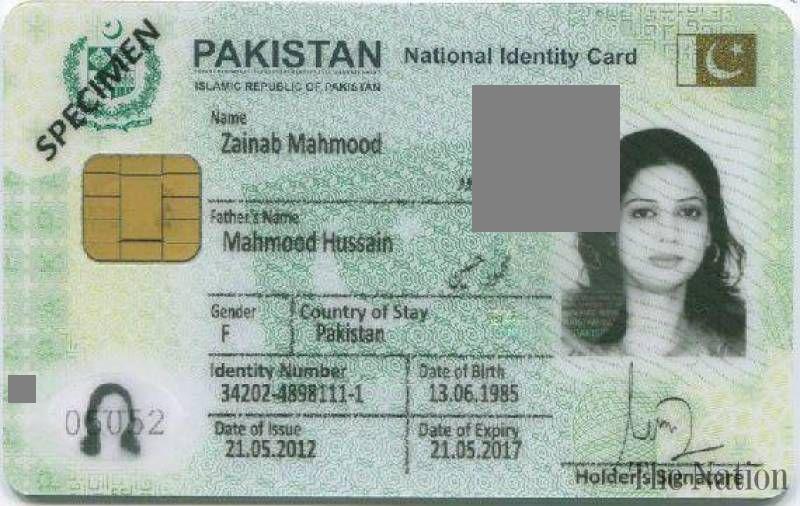 SPECIMEN
PAKISTAN National Identity Card
ISLAMIC REPUBLIC OF PAKISTAN
Name
Zainab Mahmood
Father's Name
Mahmood Hussain
محمود حسین
Gender Country of Stay
F Pakistan
Identity Number Date of Birth
34202-4898111-1 13.06.1985
Date of Issue Date of Expiry
21.05.2012 21.05.2017
Holder's Signature
The Nation